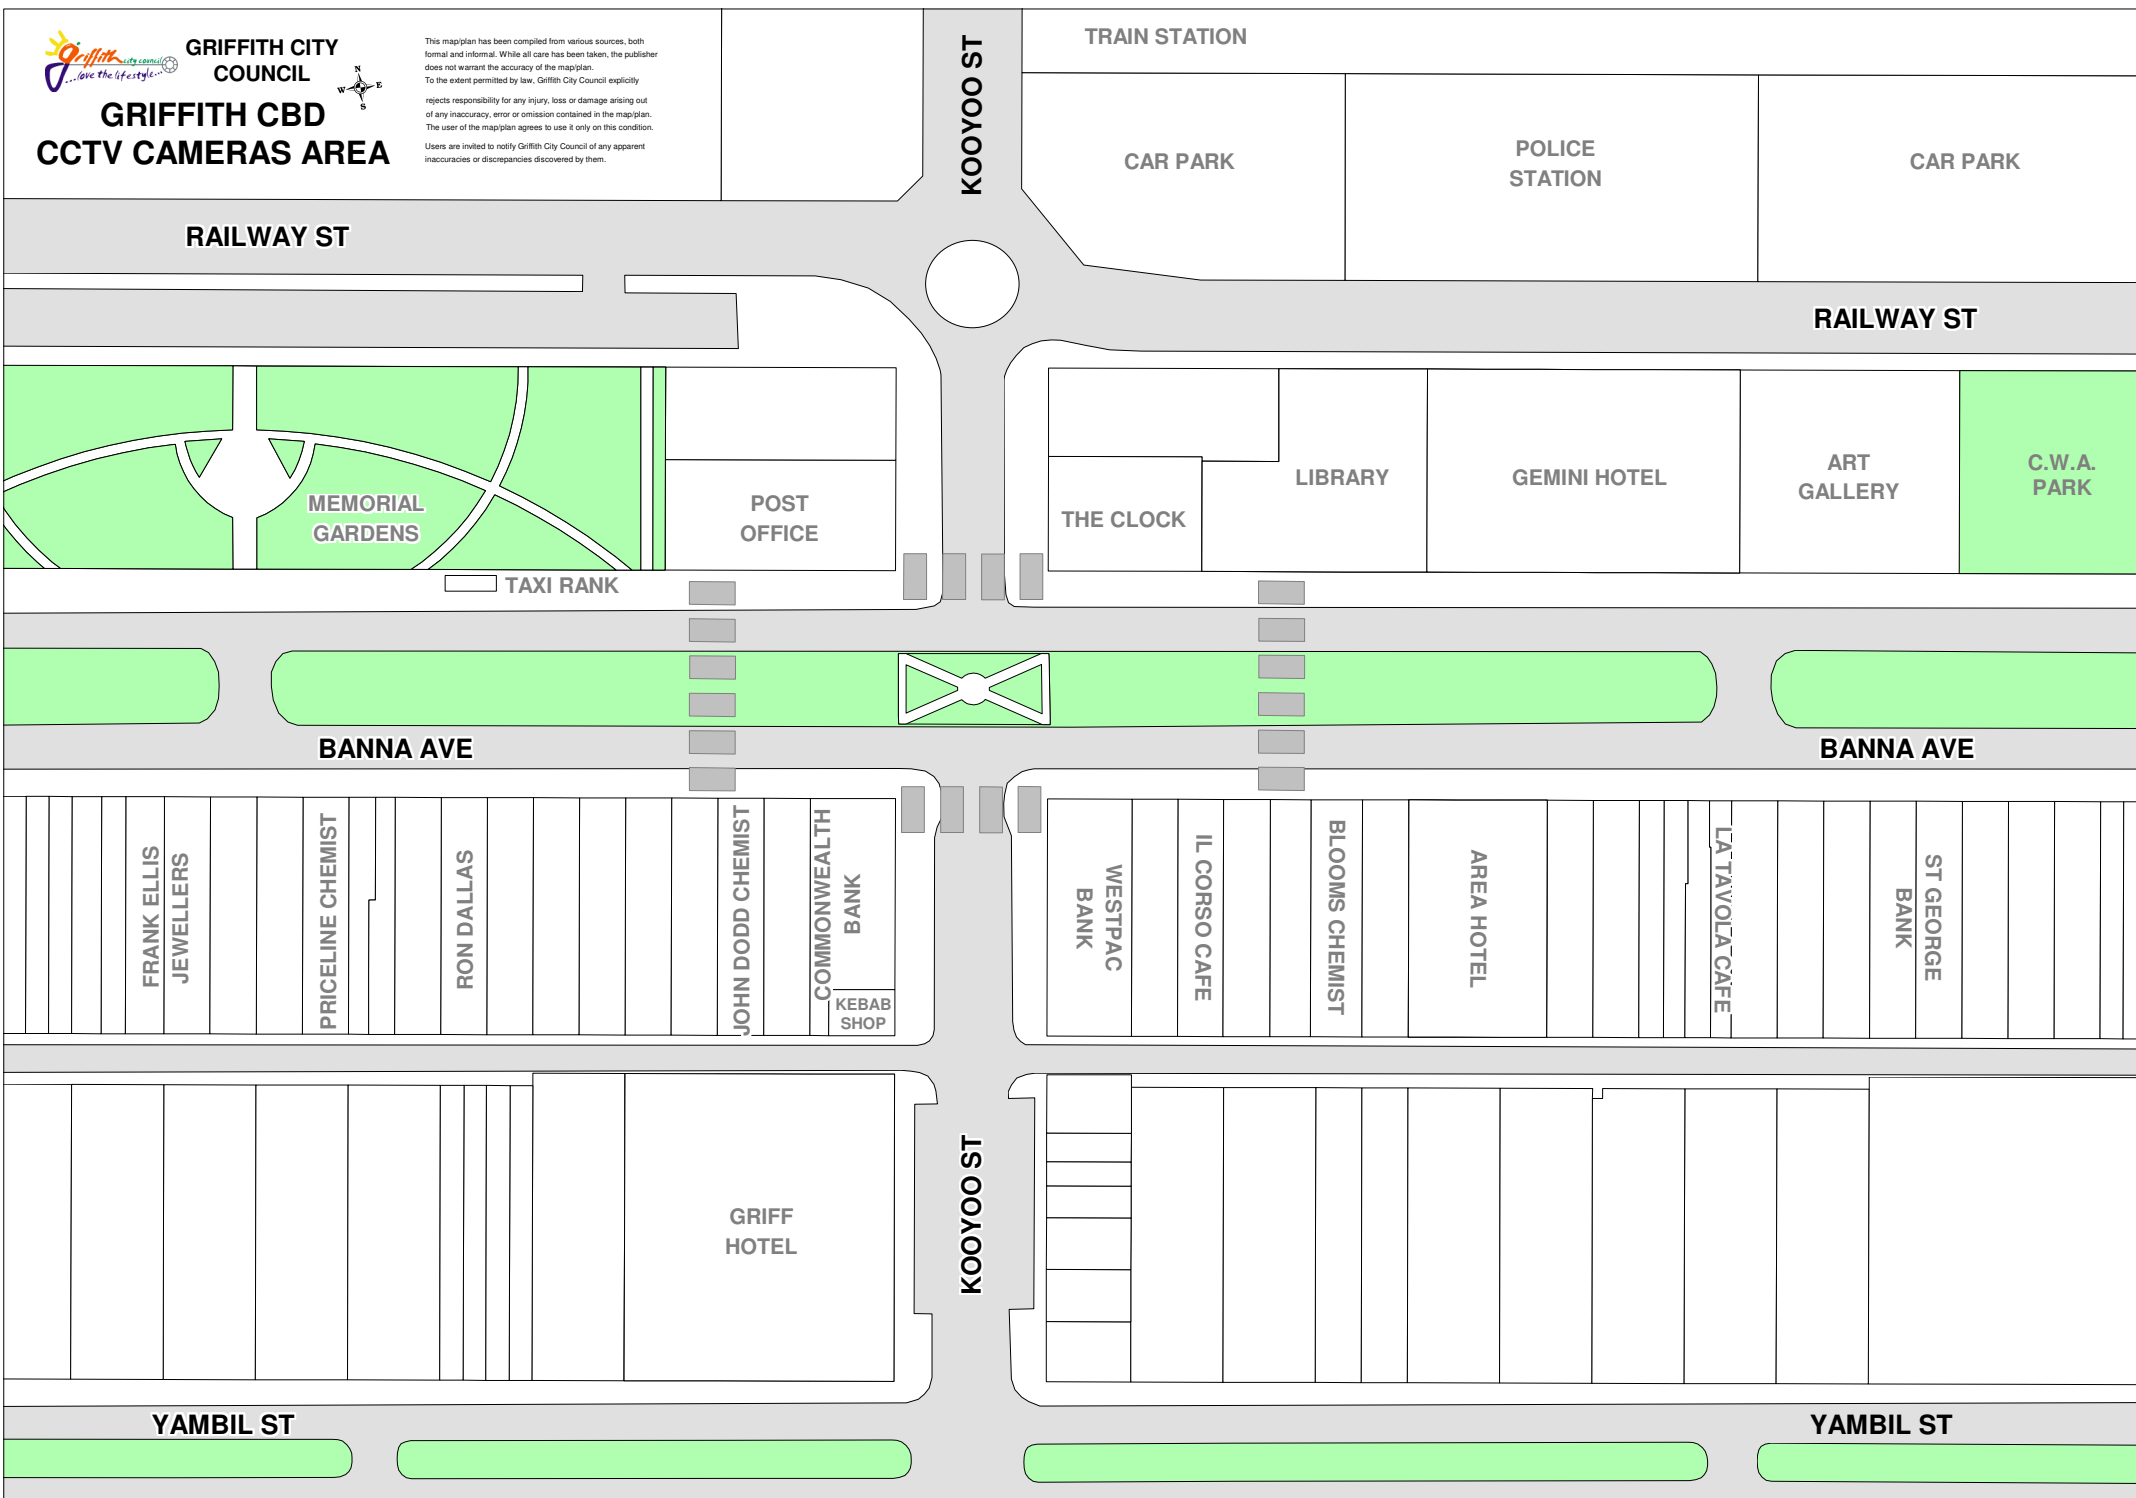 Griffith city council
...love the lifestyle...
GRIFFITH CITY
COUNCIL
N
W E
S
GRIFFITH CBD
CCTV CAMERAS AREA
This map/plan has been compiled from various sources, both
formal and informal. While all care has been taken, the publisher
does not warrant the accuracy of the map/plan.
To the extent permitted by law, Griffith City Council explicitly
rejects responsibility for any injury, loss or damage arising out
of any inaccuracy, error or omission contained in the map/plan.
The user of the map/plan agrees to use it only on this condition.
Users are invited to notify Griffith City Council of any apparent
inaccuracies or discrepancies discovered by them.
KOOYOO ST
TRAIN STATION
CAR PARK
POLICE
STATION
CAR PARK
RAILWAY ST
RAILWAY ST
MEMORIAL
GARDENS
POST
OFFICE
THE CLOCK
LIBRARY
GEMINI HOTEL
ART
GALLERY
C.W.A.
PARK
TAXI RANK
BANNA AVE
BANNA AVE
FRANK ELLIS
JEWELLERS
PRICELINE CHEMIST
RON DALLAS
JOHN DODD CHEMIST
COMMONWEALTH
BANK
KEBAB
SHOP
WESTPAC
BANK
IL CORSO CAFE
BLOOMS CHEMIST
AREA HOTEL
LA TAVOLA CAFE
ST GEORGE
BANK
GRIFF
HOTEL
KOOYOO ST
YAMBIL ST
YAMBIL ST